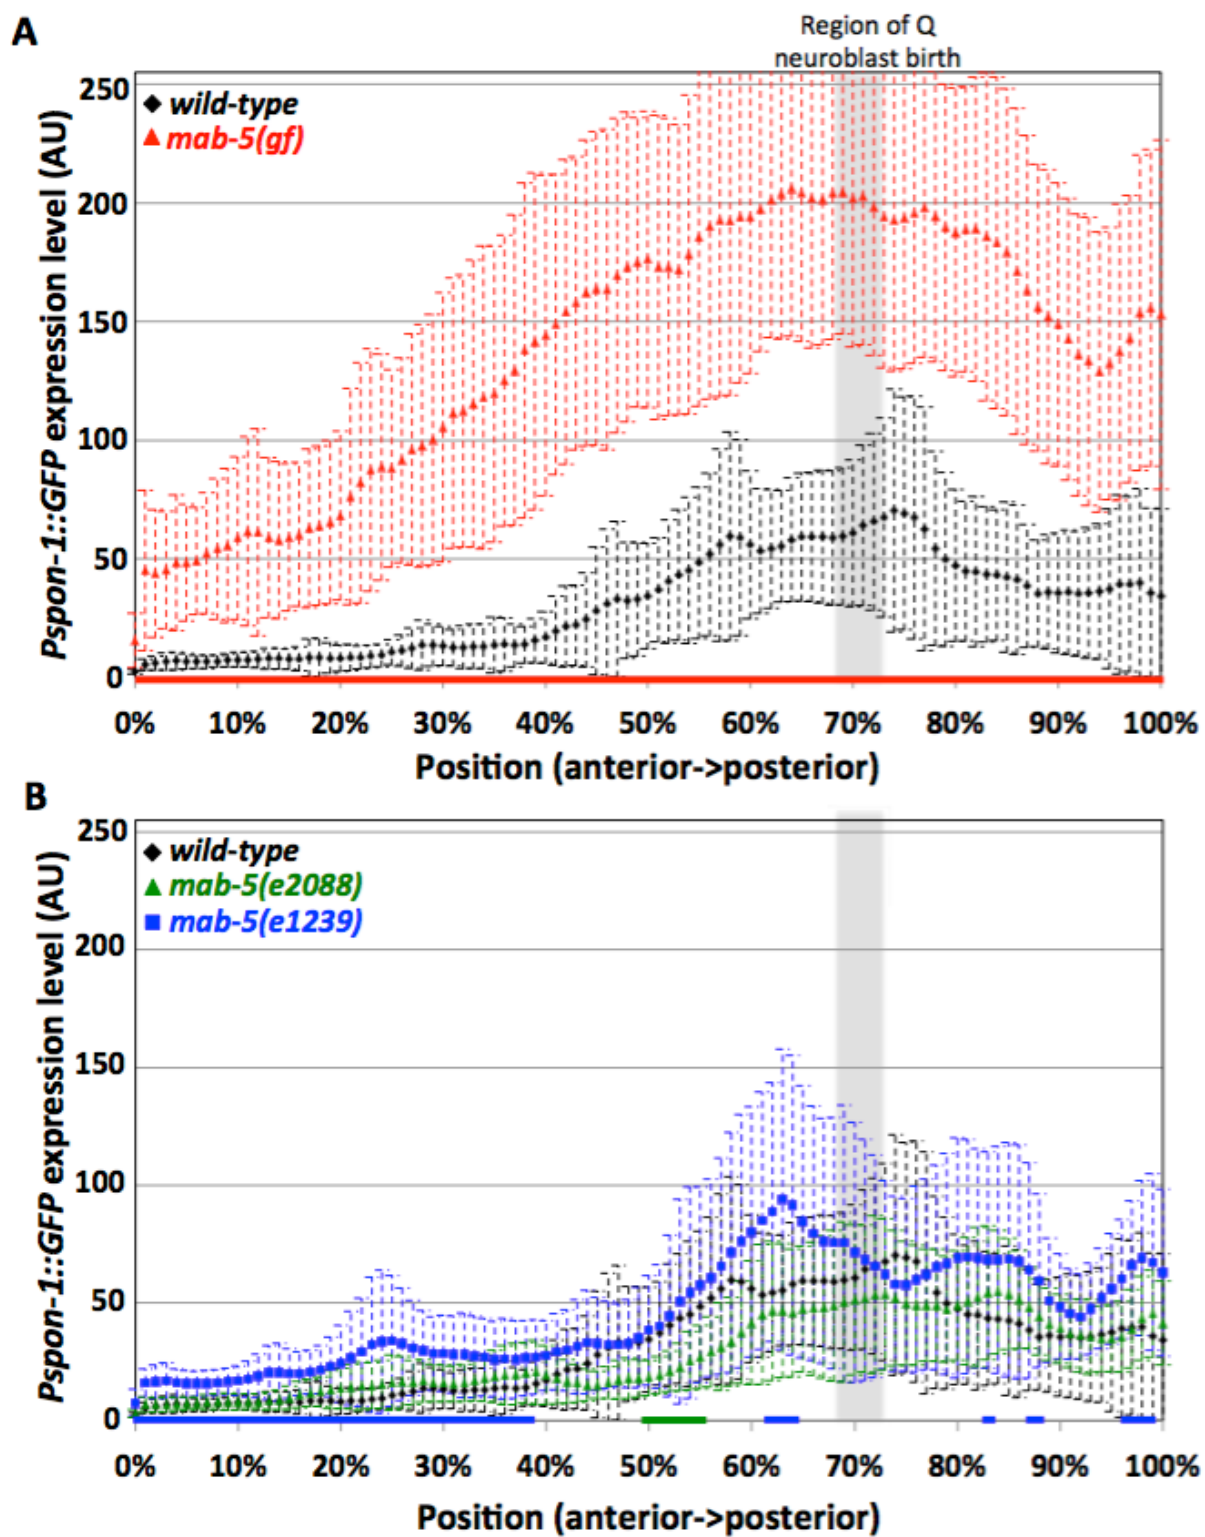 A
Region of Q
neuroblast birth
Pspon-1::GFP expression level (AU)
250
200
150
100
50
0
wild-type
mab-5(gf)
0% 10% 20% 30% 40% 50% 60% 70% 80% 90% 100%
Position (anterior->posterior)
B
Pspon-1::GFP expression level (AU)
250
200
150
100
50
0
wild-type
mab-5(e2088)
mab-5(e1239)
0% 10% 20% 30% 40% 50% 60% 70% 80% 90% 100%
Position (anterior->posterior)